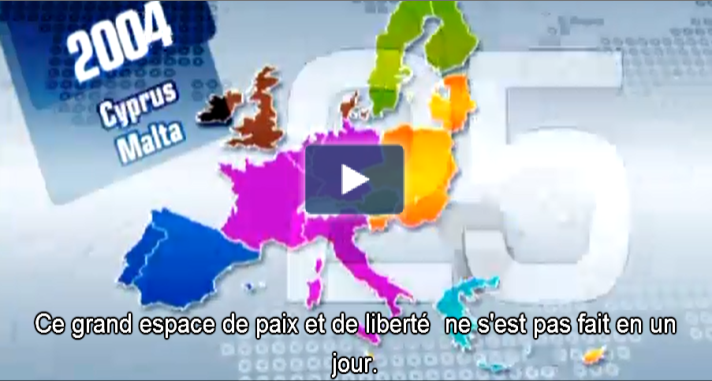 2004
Cyprus
Malta
25
Ce grand espace de paix et de liberté ne s'est pas fait en un
jour.